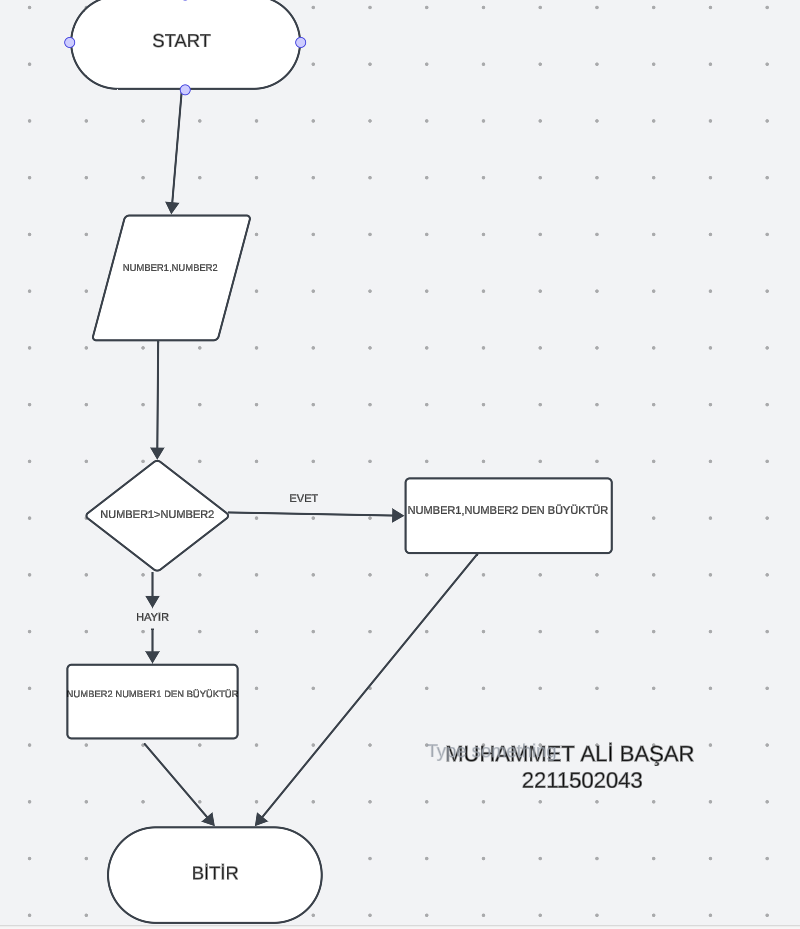 START
NUMBER1,NUMBER2
NUMBER1>NUMBER2
EVET
NUMBER1,NUMBER2 DEN BÜYÜKTÜR
HAYIR
NUMBER2 NUMBER1 DEN BÜYÜKTÜR
Type something
MUHAMMET ALİ BAŞAR
2211502043
BİTİR